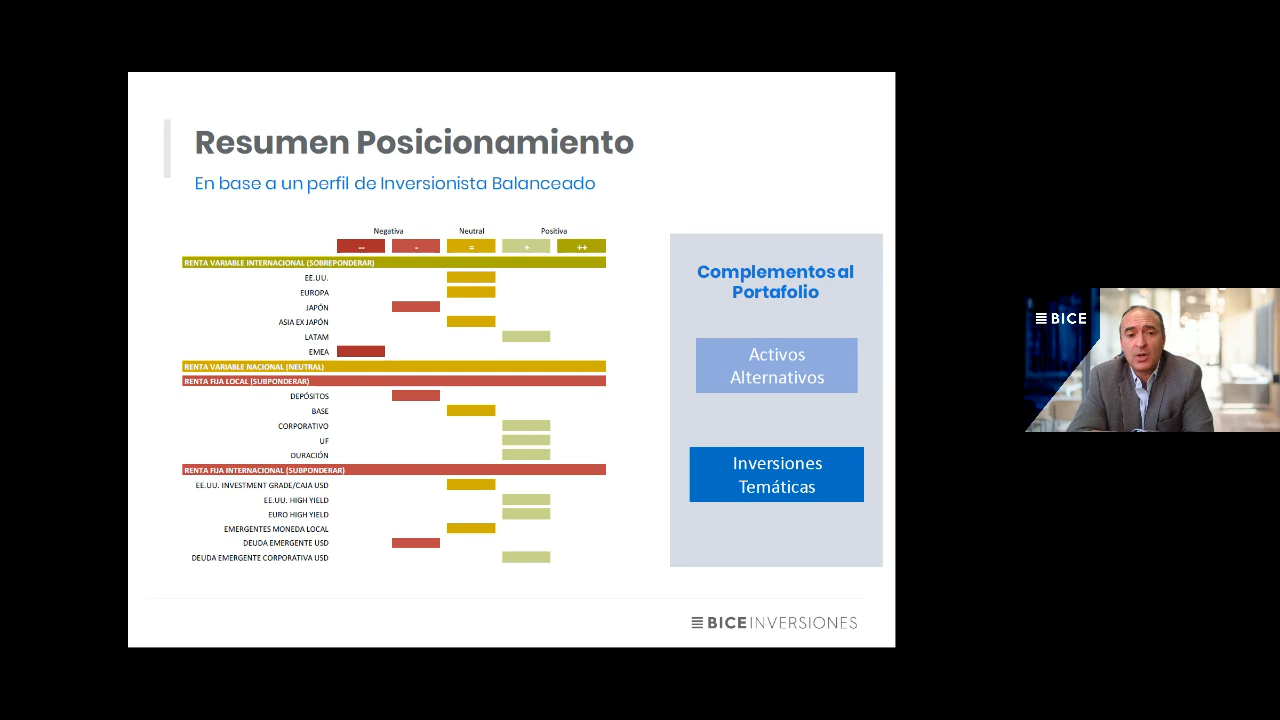 Resumen Posicionamiento
En base a un perfil de Inversionista Balanceado
Negativa Neutral Positiva
-- - = + ++
RENTA VARIABLE INTERNACIONAL (SOBREPONDERAR)
EE.UU.
EUROPA
JAPÓN
ASIA EX JAPÓN
LATAM
EMEA
RENTA VARIABLE NACIONAL (NEUTRAL)
RENTA FIJA LOCAL (SUBPONDERAR)
DEPÓSITOS
BASE
CORPORATIVO
UF
DURACIÓN
RENTA FIJA INTERNACIONAL (SUBPONDERAR)
EE.UU. INVESTMENT GRADE/CAJA USD
EE.UU. HIGH YIELD
EURO HIGH YIELD
EMERGENTES MONEDA LOCAL
DEUDA EMERGENTE USD
DEUDA EMERGENTE CORPORATIVA USD
Complementos al
Portafolio
Activos
Alternativos
Inversiones
Temáticas
BICE INVERSIONES
BICE